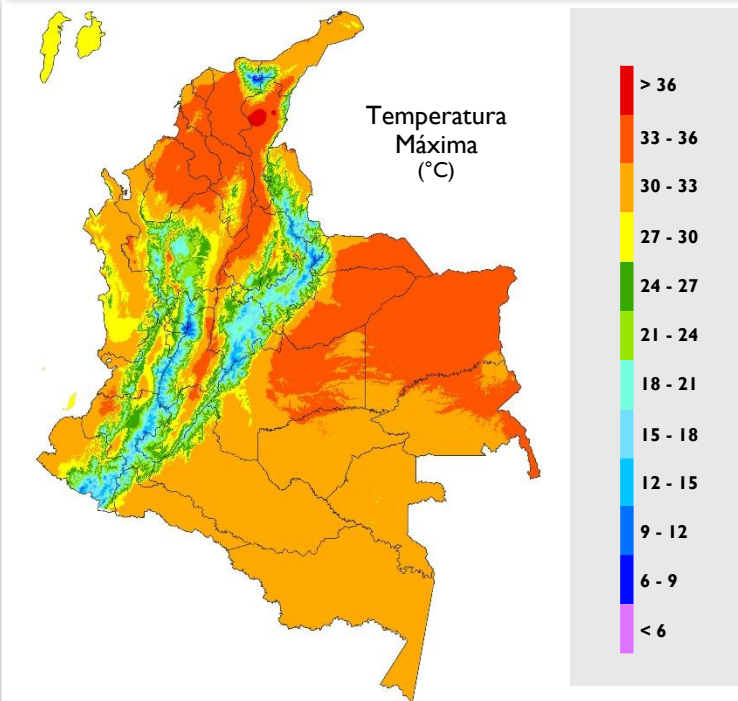 Temperatura
Máxima
(°C)
> 36
33 - 36
30 - 33
27 - 30
24 - 27
21 - 24
18 - 21
15 - 18
12 - 15
9 - 12
6 - 9
< 6